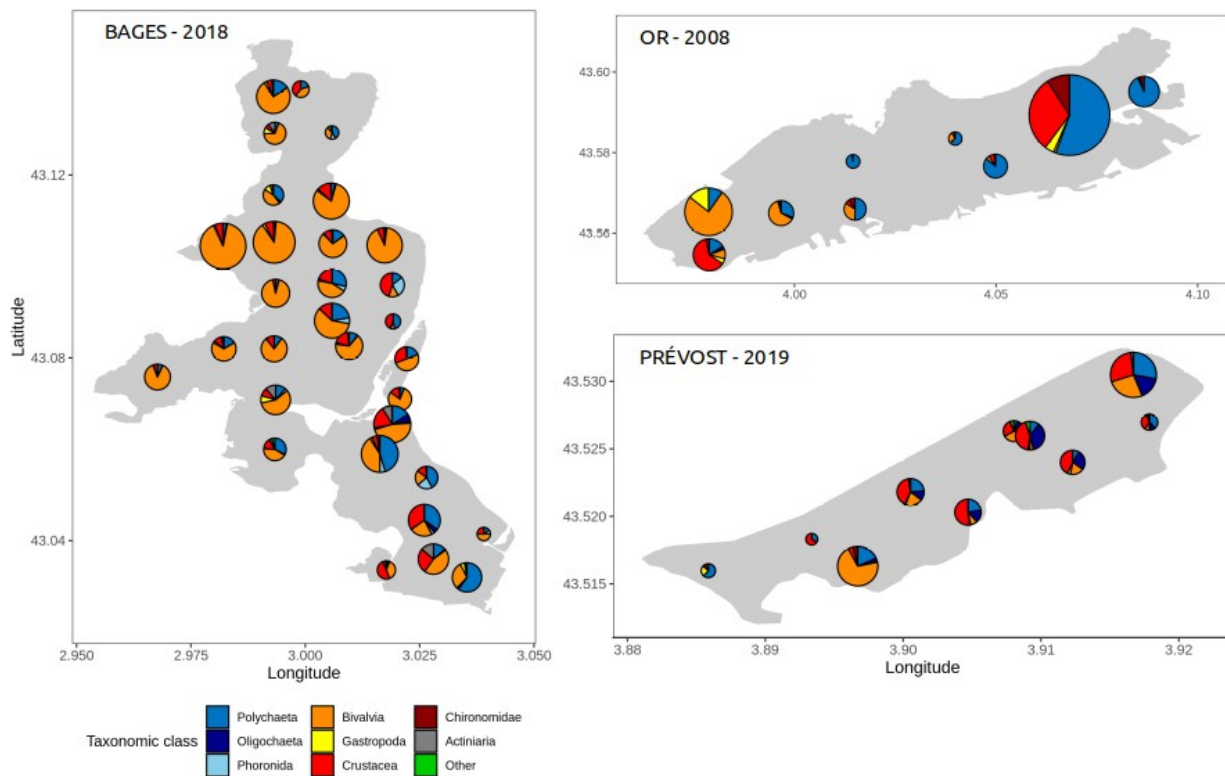 BAGES - 2018
Latitude
43.12
43.08
43.04
2.950 2.975 3.000 3.025 3.050
Longitude
OR - 2008
43.60
43.58
43.56
4.00 4.05 4.10
PRÉVOST - 2019
43.530
43.525
43.520
43.515
3.88 3.89 3.90 3.91 3.92
Longitude
Taxonomic class
Polychaeta Bivalvia Chironomidae
Oligochaeta Gastropoda Actiniaria
Phoronida Crustacea Other